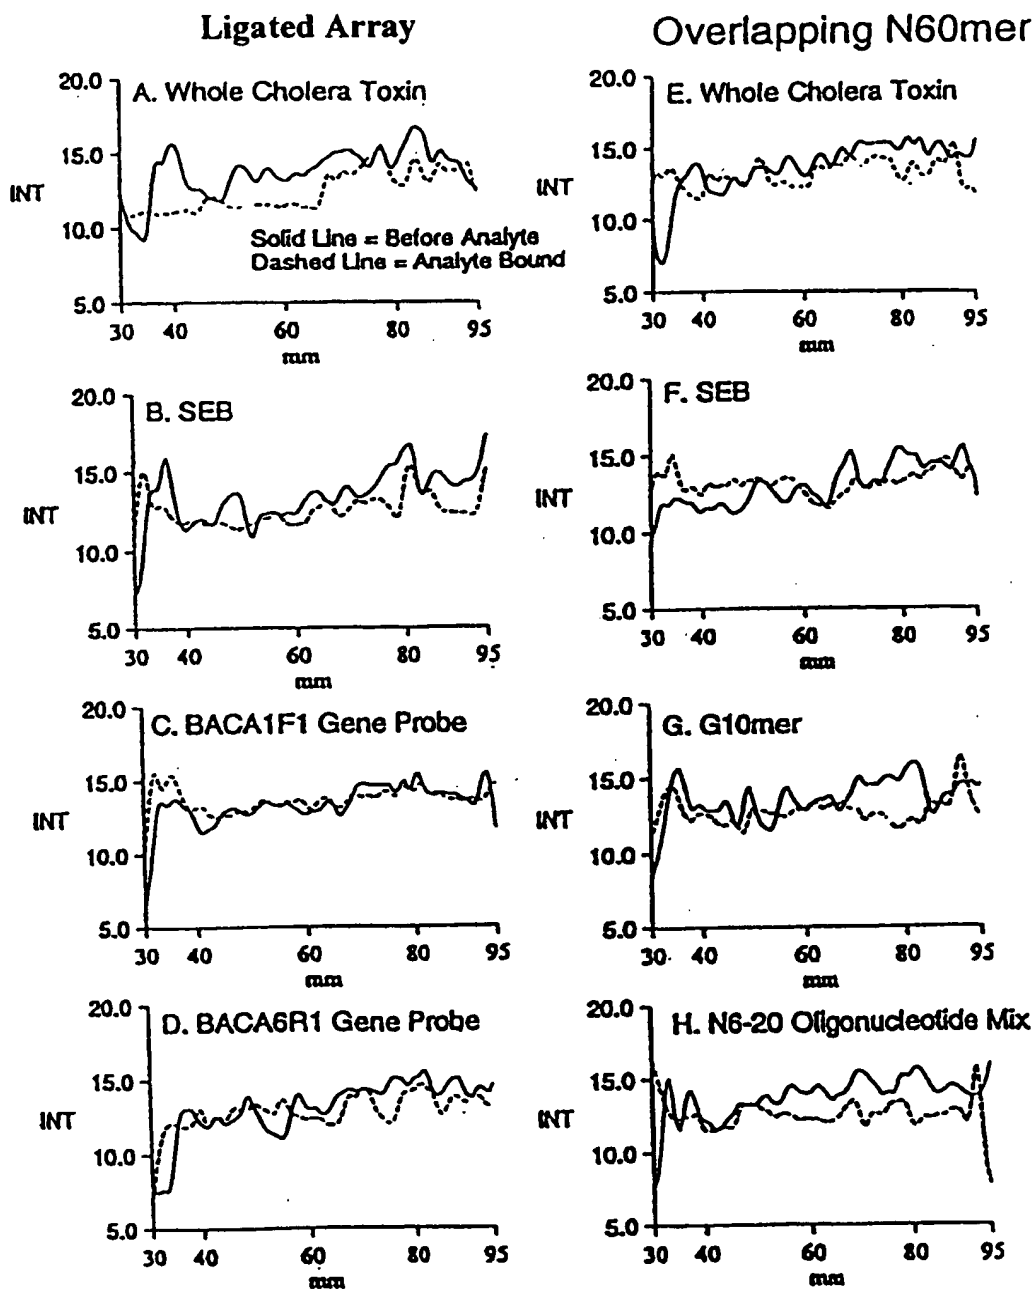 Ligated Array
Overlapping N60mer
A. Whole Cholera Toxin
20.0
15.0
INT
10.0
5.0
Solid Line = Before Analyte
Dashed Line = Analyte Bound
30 40 60 80 95
mm
E. Whole Cholera Toxin
20.0
15.0
INT
10.0
5.0
30 40 60 80 95
mm
B. SEB
20.0
15.0
INT
10.0
5.0
30 40 60 80 95
mm
F. SEB
20.0
15.0
INT
10.0
5.0
30 40 60 80 95
mm
C. BACA1F1 Gene Probe
20.0
15.0
INT
10.0
5.0
30 40 60 80 95
mm
G. G10mer
20.0
15.0
INT
10.0
5.0
30 40 60 80 95
mm
D. BACA6R1 Gene Probe
20.0
15.0
INT
10.0
5.0
30 40 60 80 95
mm
H. N6-20 Oligonucleotide Mix
20.0
15.0
INT
10.0
5.0
30 40 60 80 95
mm